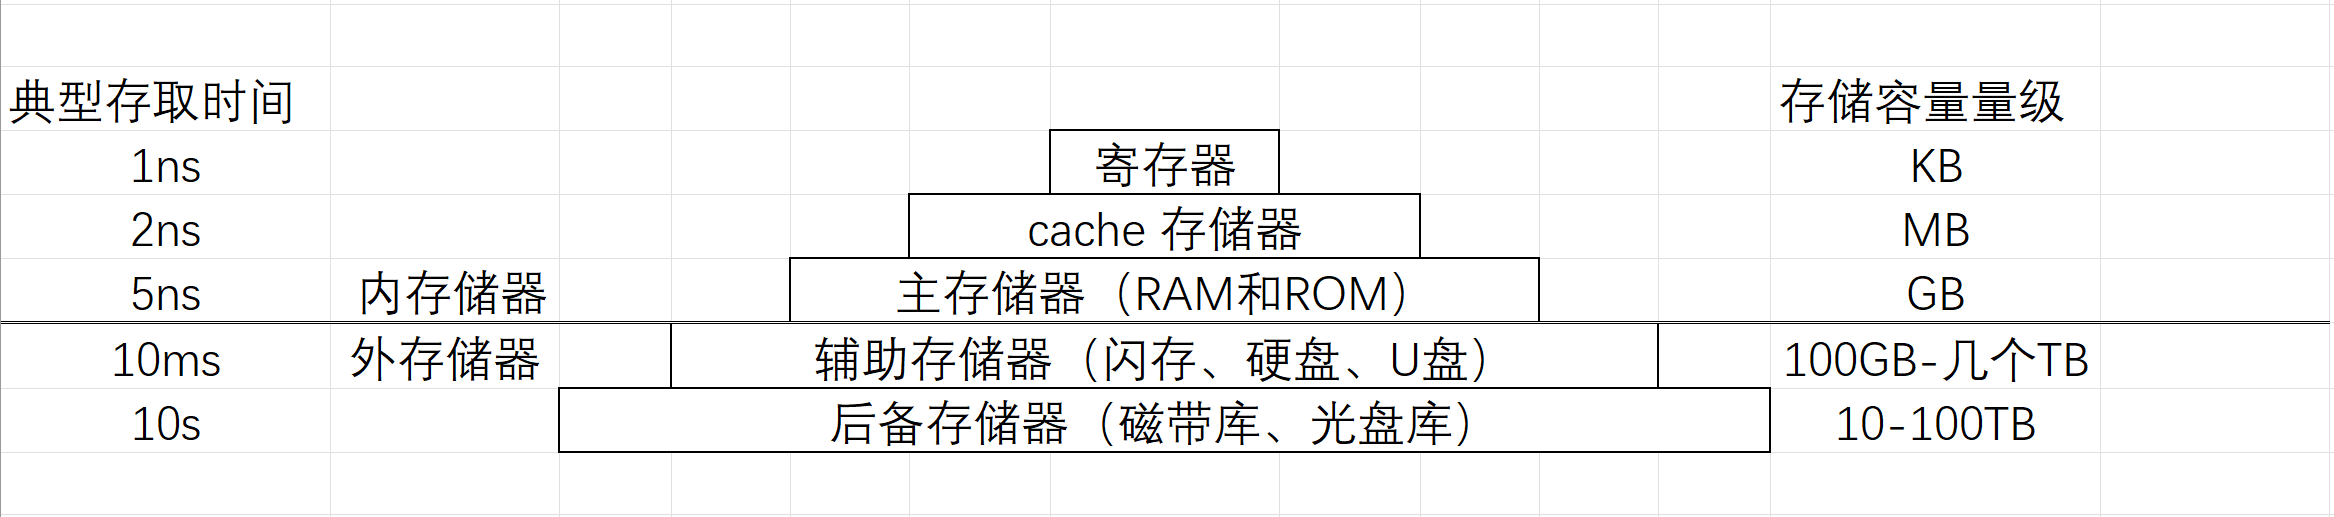 典型存取时间 存储容量量级
1ns 寄存器 KB
2ns cache 存储器 MB
5ns 内存储器 主存储器（RAM和ROM） GB
10ms 外存储器 辅助存储器（闪存、硬盘、U盘） 100GB-几个TB
10s 后备存储器（磁带库、光盘库） 10-100TB